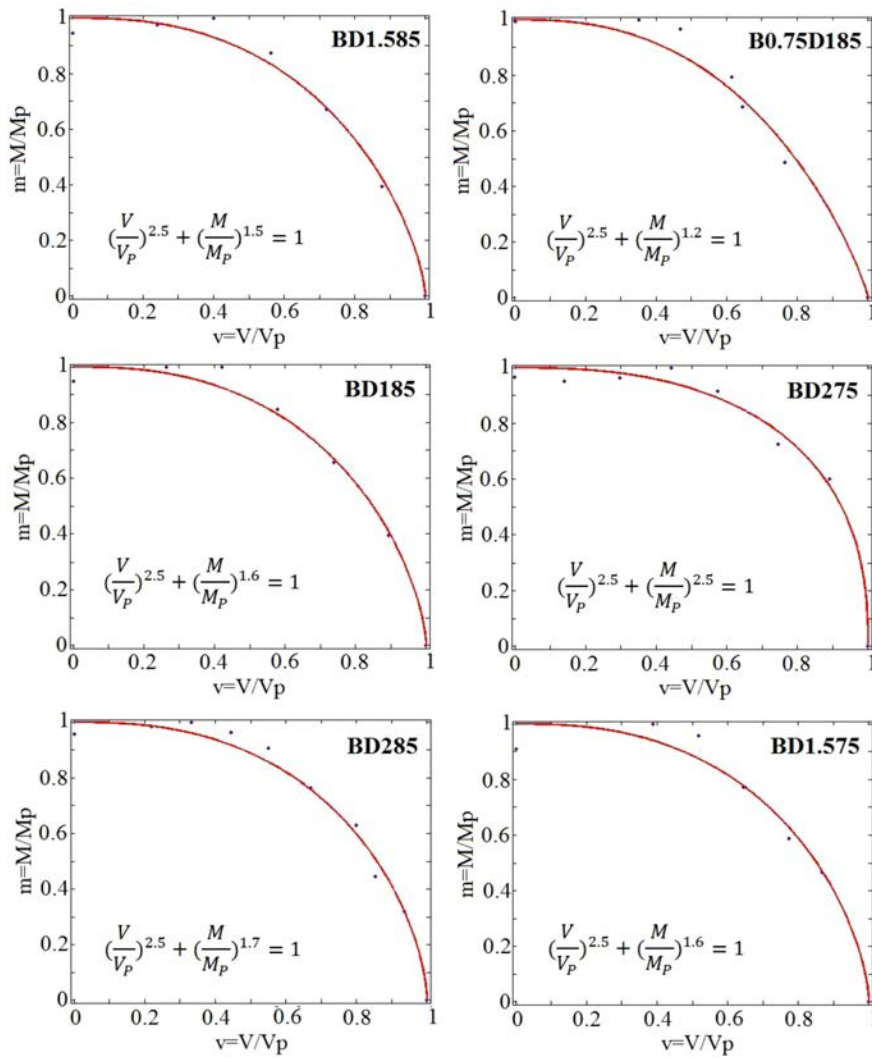 BD1.585
m=M/Mp
1
0.8
0.6
0.4
0.2
0
(V/V_P)^2.5 + (M/M_P)^1.5 = 1
0 0.2 0.4 0.6 0.8 1
v=V/Vp
B0.75D185
m=M/Mp
1
0.8
0.6
0.4
0.2
0
(V/V_P)^2.5 + (M/M_P)^1.2 = 1
0 0.2 0.4 0.6 0.8 1
v=V/Vp
BD185
m=M/Mp
1
0.8
0.6
0.4
0.2
0
(V/V_P)^2.5 + (M/M_P)^1.6 = 1
0 0.2 0.4 0.6 0.8 1
v=V/Vp
BD275
m=M/Mp
1
0.8
0.6
0.4
0.2
0
(V/V_P)^2.5 + (M/M_P)^2.5 = 1
0 0.2 0.4 0.6 0.8 1
v=V/Vp
BD285
m=M/Mp
1
0.8
0.6
0.4
0.2
0
(V/V_P)^2.5 + (M/M_P)^1.7 = 1
0 0.2 0.4 0.6 0.8 1
v=V/Vp
BD1.575
m=M/Mp
1
0.8
0.6
0.4
0.2
0
(V/V_P)^2.5 + (M/M_P)^1.6 = 1
0 0.2 0.4 0.6 0.8 1
v=V/Vp